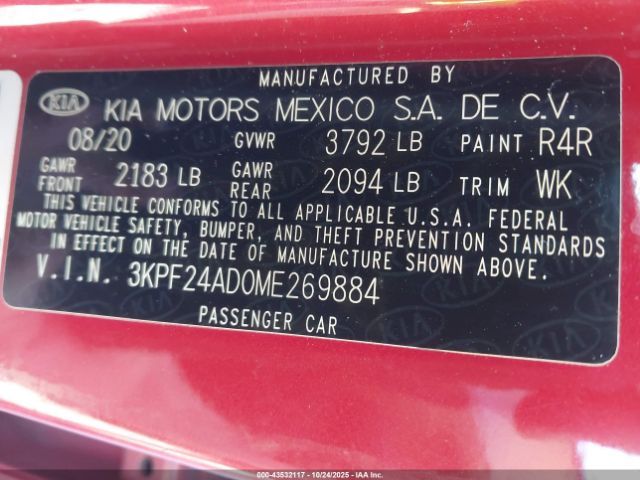 MANUFACTURED BY
KIA KIA MOTORS MEXICO S.A. DE C.V.
08/20 GVWR 3792 LB PAINT R4R
GAWR FRONT 2183 LB GAWR REAR 2094 LB TRIM WK
THIS VEHICLE CONFORMS TO ALL APPLICABLE U.S.A. FEDERAL
MOTOR VEHICLE SAFETY, BUMPER, AND THEFT PREVENTION STANDARDS
IN EFFECT ON THE DATE OF MANUFACTURE SHOWN ABOVE.
V.I.N. 3KPF24AD0ME269884
PASSENGER CAR
000-43532117 - 10/24/2025 - IAAI